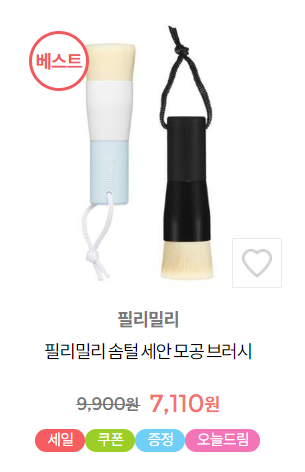 베스트
필리밀리
필리밀리 솜털 세안 모공 브러시
9,900원 7,110원
세일 쿠폰 증정 오늘드림